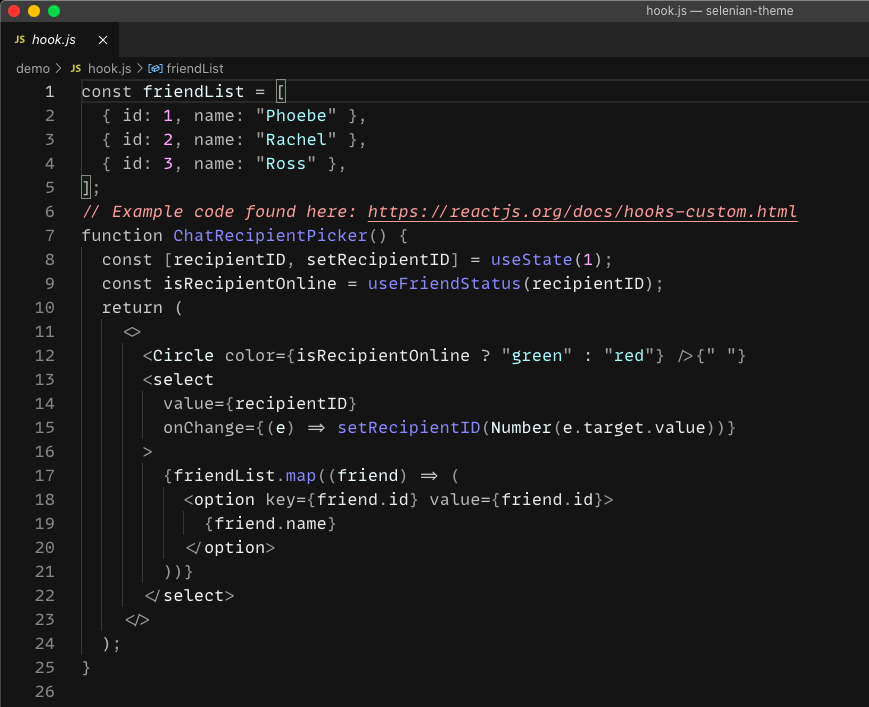 hook.js — selenian-theme
JS hook.js ×
demo > JS hook.js > friendList
1 const friendList = [
2   { id: 1, name: "Phoebe" },
3   { id: 2, name: "Rachel" },
4   { id: 3, name: "Ross" },
5 ];
6 // Example code found here: https://reactjs.org/docs/hooks-custom.html
7 function ChatRecipientPicker() {
8   const [recipientID, setRecipientID] = useState(1);
9   const isRecipientOnline = useFriendStatus(recipientID);
10   return (
11     <>
12       <Circle color={isRecipientOnline ? "green" : "red"} />{" "}
13       <select
14         value={recipientID}
15         onChange={(e) => setRecipientID(Number(e.target.value))}
16       >
17         {friendList.map((friend) => (
18           <option key={friend.id} value={friend.id}>
19             {friend.name}
20           </option>
21         ))}
22       </select>
23     </>
24   );
25 }
26